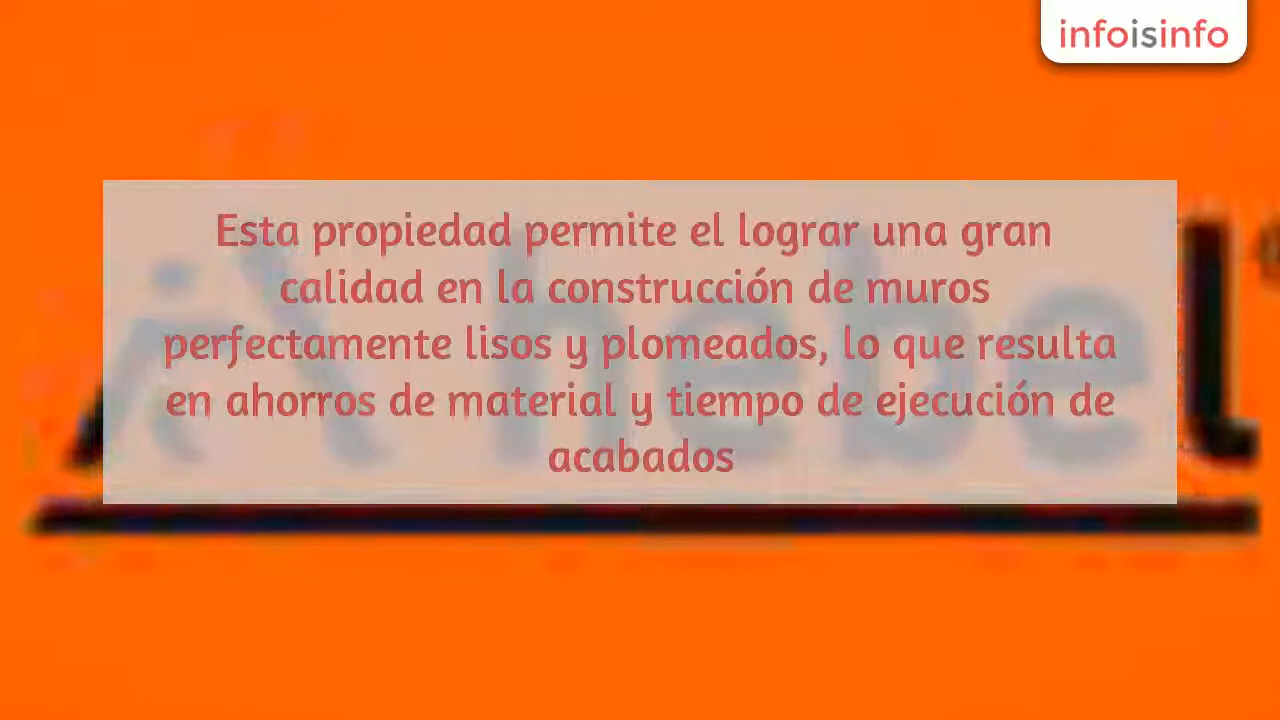 infoisinfo
Esta propiedad permite el lograr una gran
calidad en la construcción de muros
perfectamente lisos y plomeados, lo que resulta
en ahorros de material y tiempo de ejecución de
acabados
hebel